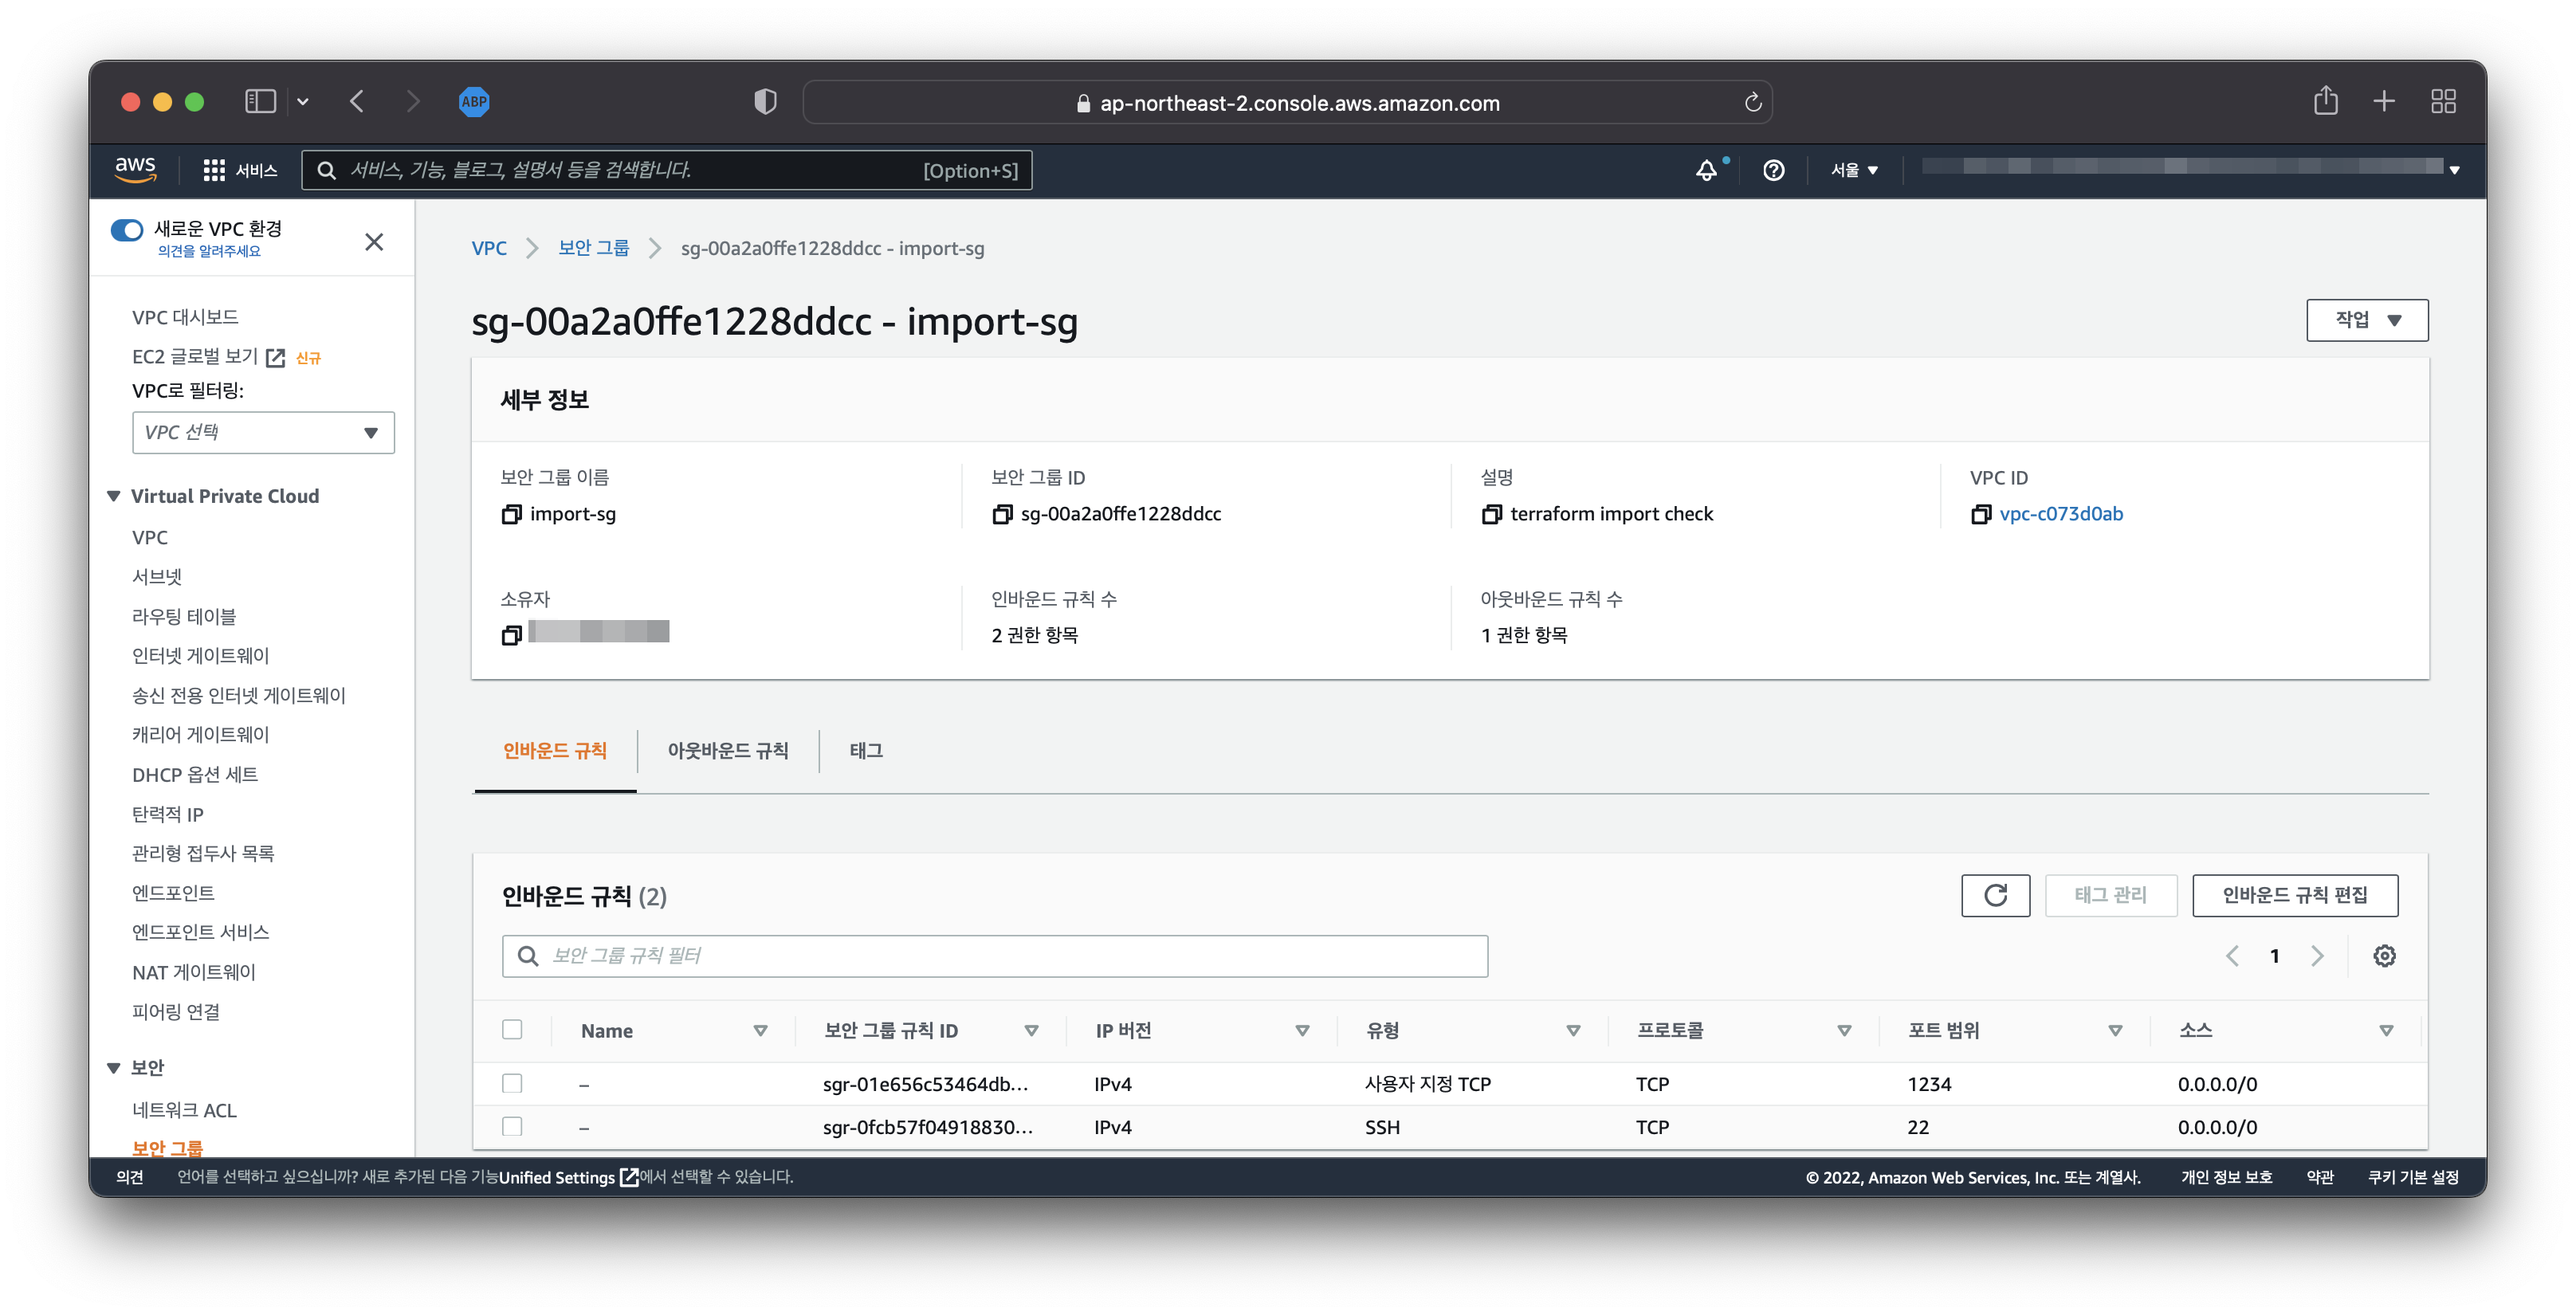 ABP
ap-northeast-2.console.aws.amazon.com
aws
서비스
서비스, 기능, 블로그, 설명서 등을 검색합니다.
[Option+S]
서울
새로운 VPC 환경
의견을 알려주세요
VPC 대시보드
EC2 글로벌 보기 신규
VPC로 필터링:
VPC 선택
Virtual Private Cloud
VPC
서브넷
라우팅 테이블
인터넷 게이트웨이
송신 전용 인터넷 게이트웨이
캐리어 게이트웨이
DHCP 옵션 세트
탄력적 IP
관리형 접두사 목록
엔드포인트
엔드포인트 서비스
NAT 게이트웨이
피어링 연결
보안
네트워크 ACL
보안 그룹
VPC 보안 그룹 sg-00a2a0ffe1228ddcc - import-sg
sg-00a2a0ffe1228ddcc - import-sg
작업
세부 정보
보안 그룹 이름
import-sg
보안 그룹 ID
sg-00a2a0ffe1228ddcc
설명
terraform import check
VPC ID
vpc-c073d0ab
소유자
인바운드 규칙 수
2 권한 항목
아웃바운드 규칙 수
1 권한 항목
인바운드 규칙 아웃바운드 규칙 태그
인바운드 규칙 (2)
태그 관리
인바운드 규칙 편집
보안 그룹 규칙 필터
1
Name 보안 그룹 규칙 ID IP 버전 유형 프로토콜 포트 범위 소스
– sgr-01e656c53464db... IPv4 사용자 지정 TCP TCP 1234 0.0.0.0/0
– sgr-0fcb57f04918830... IPv4 SSH TCP 22 0.0.0.0/0
의견 언어를 선택하고 싶으십니까? 새로 추가된 다음 기능Unified Settings에서 선택할 수 있습니다.
© 2022, Amazon Web Services, Inc. 또는 계열사. 개인 정보 보호 약관 쿠키 기본 설정